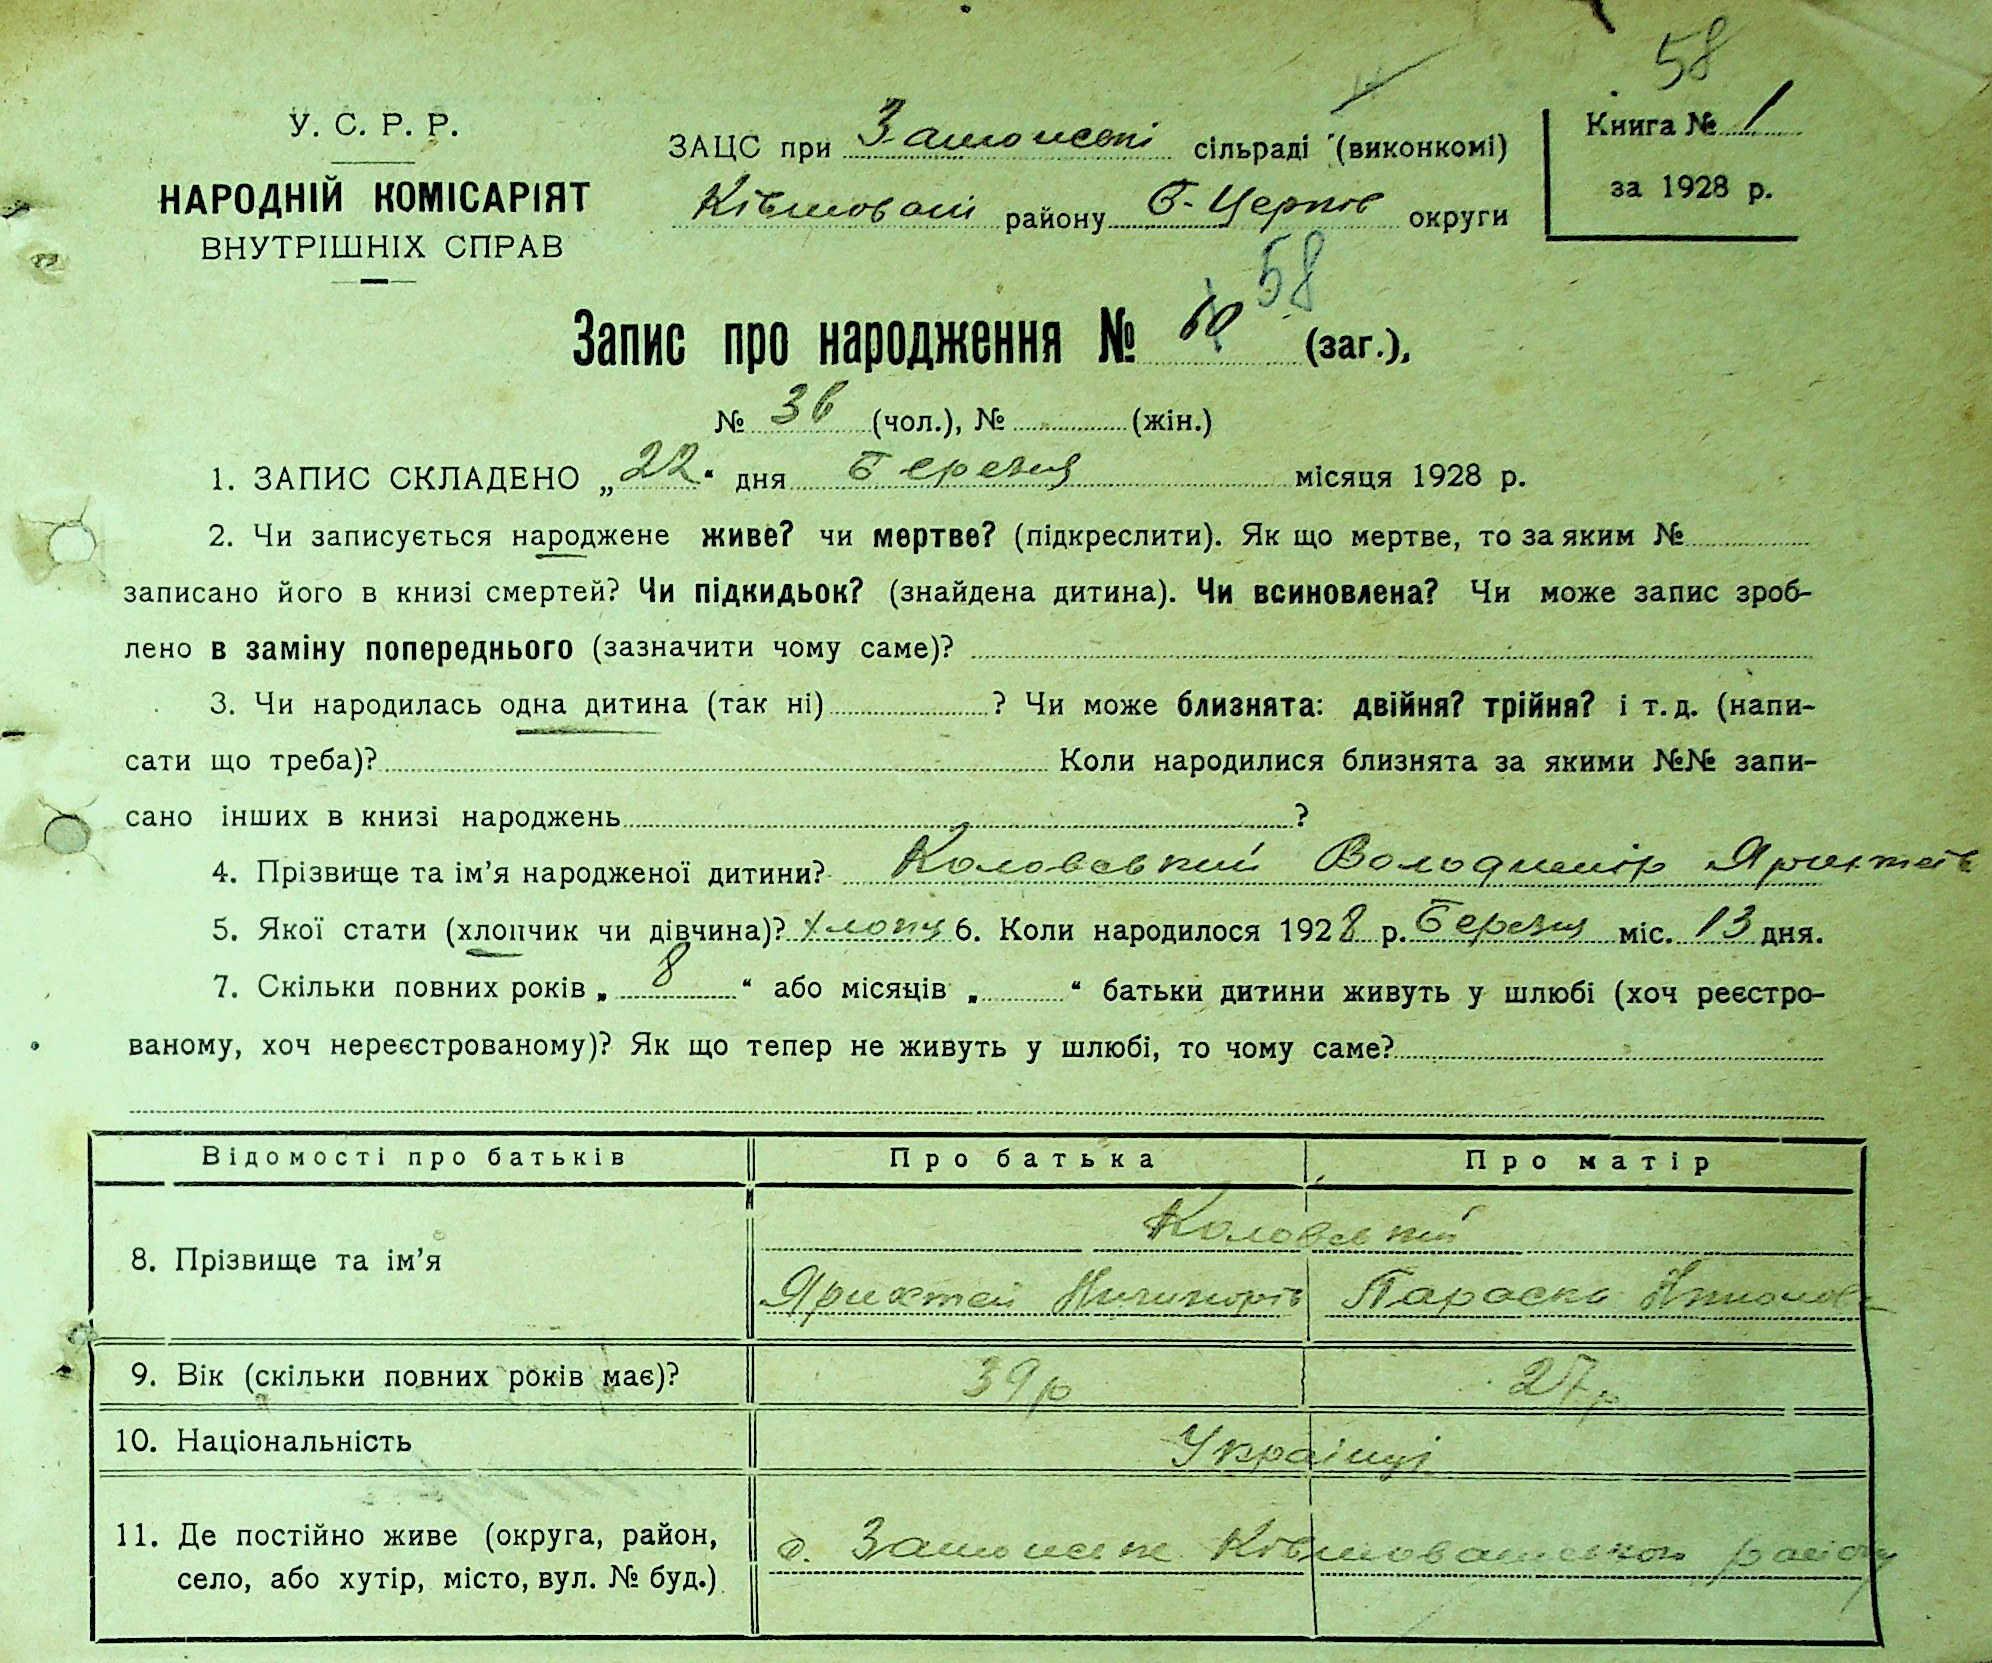 58
У. С. Р. Р.
НАРОДНІЙ КОМІСАРІЯТ
ВНУТРІШНІХ СПРАВ
ЗАЦС при сільраді (виконкомі)
району Б-Церків округи
Книга № 1
за 1928 р.
58
Запис про народження № 60 (заг.),
№ 36 (чол.), № (жін.)
1. ЗАПИС СКЛАДЕНО „22“ дня Березня місяця 1928 р.
2. Чи записується народжене живе? чи мертве? (підкреслити). Як що мертве, то за яким №
записано його в книзі смертей? Чи підкидьок? (знайдена дитина). Чи всиновлена? Чи може запис зроб-
лено в заміну попереднього (зазначити чому саме)?
3. Чи народилась одна дитина (так ні) ? Чи може близнята: двійня? трійня? і т. д. (напи-
сати що треба)? Коли народилися близнята за якими №№ запи-
сано інших в книзі народжень ?
4. Прізвище та ім’я народженої дитини? Коловський Володимір
5. Якої стати (хлопчик чи дівчина)? хлопц 6. Коли народилося 1928 р. Березня міс. 13 дня.
7. Скільки повних років „ 8 “ або місяців „ “ батьки дитини живуть у шлюбі (хоч реєстро-
ваному, хоч нереєстрованому)? Як що тепер не живуть у шлюбі, то чому саме?
Відомості про батьків Про батька Про матір
8. Прізвище та ім’я Коловський
Параска
9. Вік (скільки повних років має)? 39 р 27 р
10. Національність Українці
11. Де постійно живе (округа, район,
село, або хутір, місто, вул. № буд.)